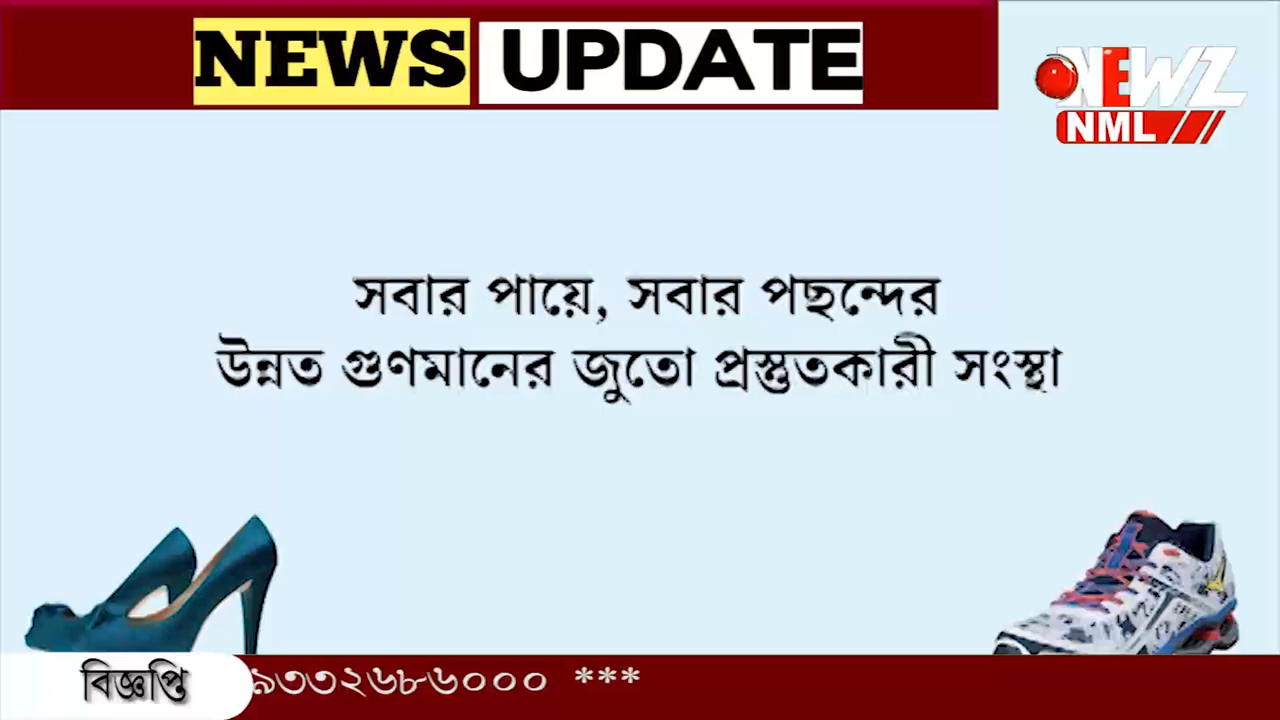 NEWS UPDATE
NEWZ
NML
সবার পায়ে, সবার পছন্দের
উন্নত গুণমানের জুতো প্রস্তুতকারী সংস্থা
বিজ্ঞপ্তি ৯৩৩২৬৮৬০০০ ***